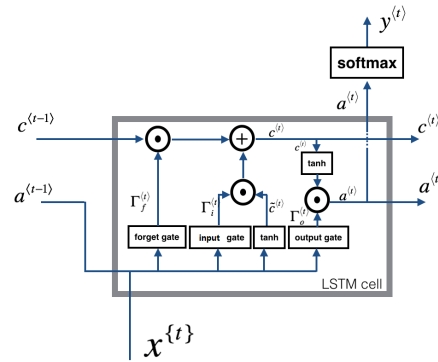 y⟨t⟩
softmax
a⟨t⟩
c⟨t-1⟩
c⟨t⟩
c⟨t⟩
c⟨t⟩
tanh
a⟨t-1⟩
Γf⟨t⟩
Γi⟨t⟩
c̃⟨t⟩
Γo⟨t⟩
a⟨t⟩
a⟨t⟩
forget gate
input gate
tanh
output gate
LSTM cell
x{t}